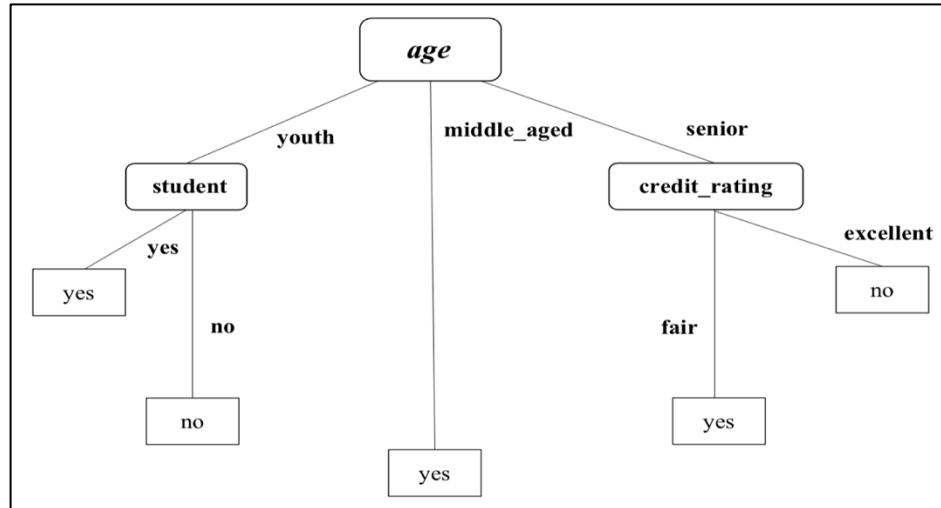 age
youth
middle_aged
senior
student
credit_rating
yes
excellent
yes
no
no
fair
no
yes
yes